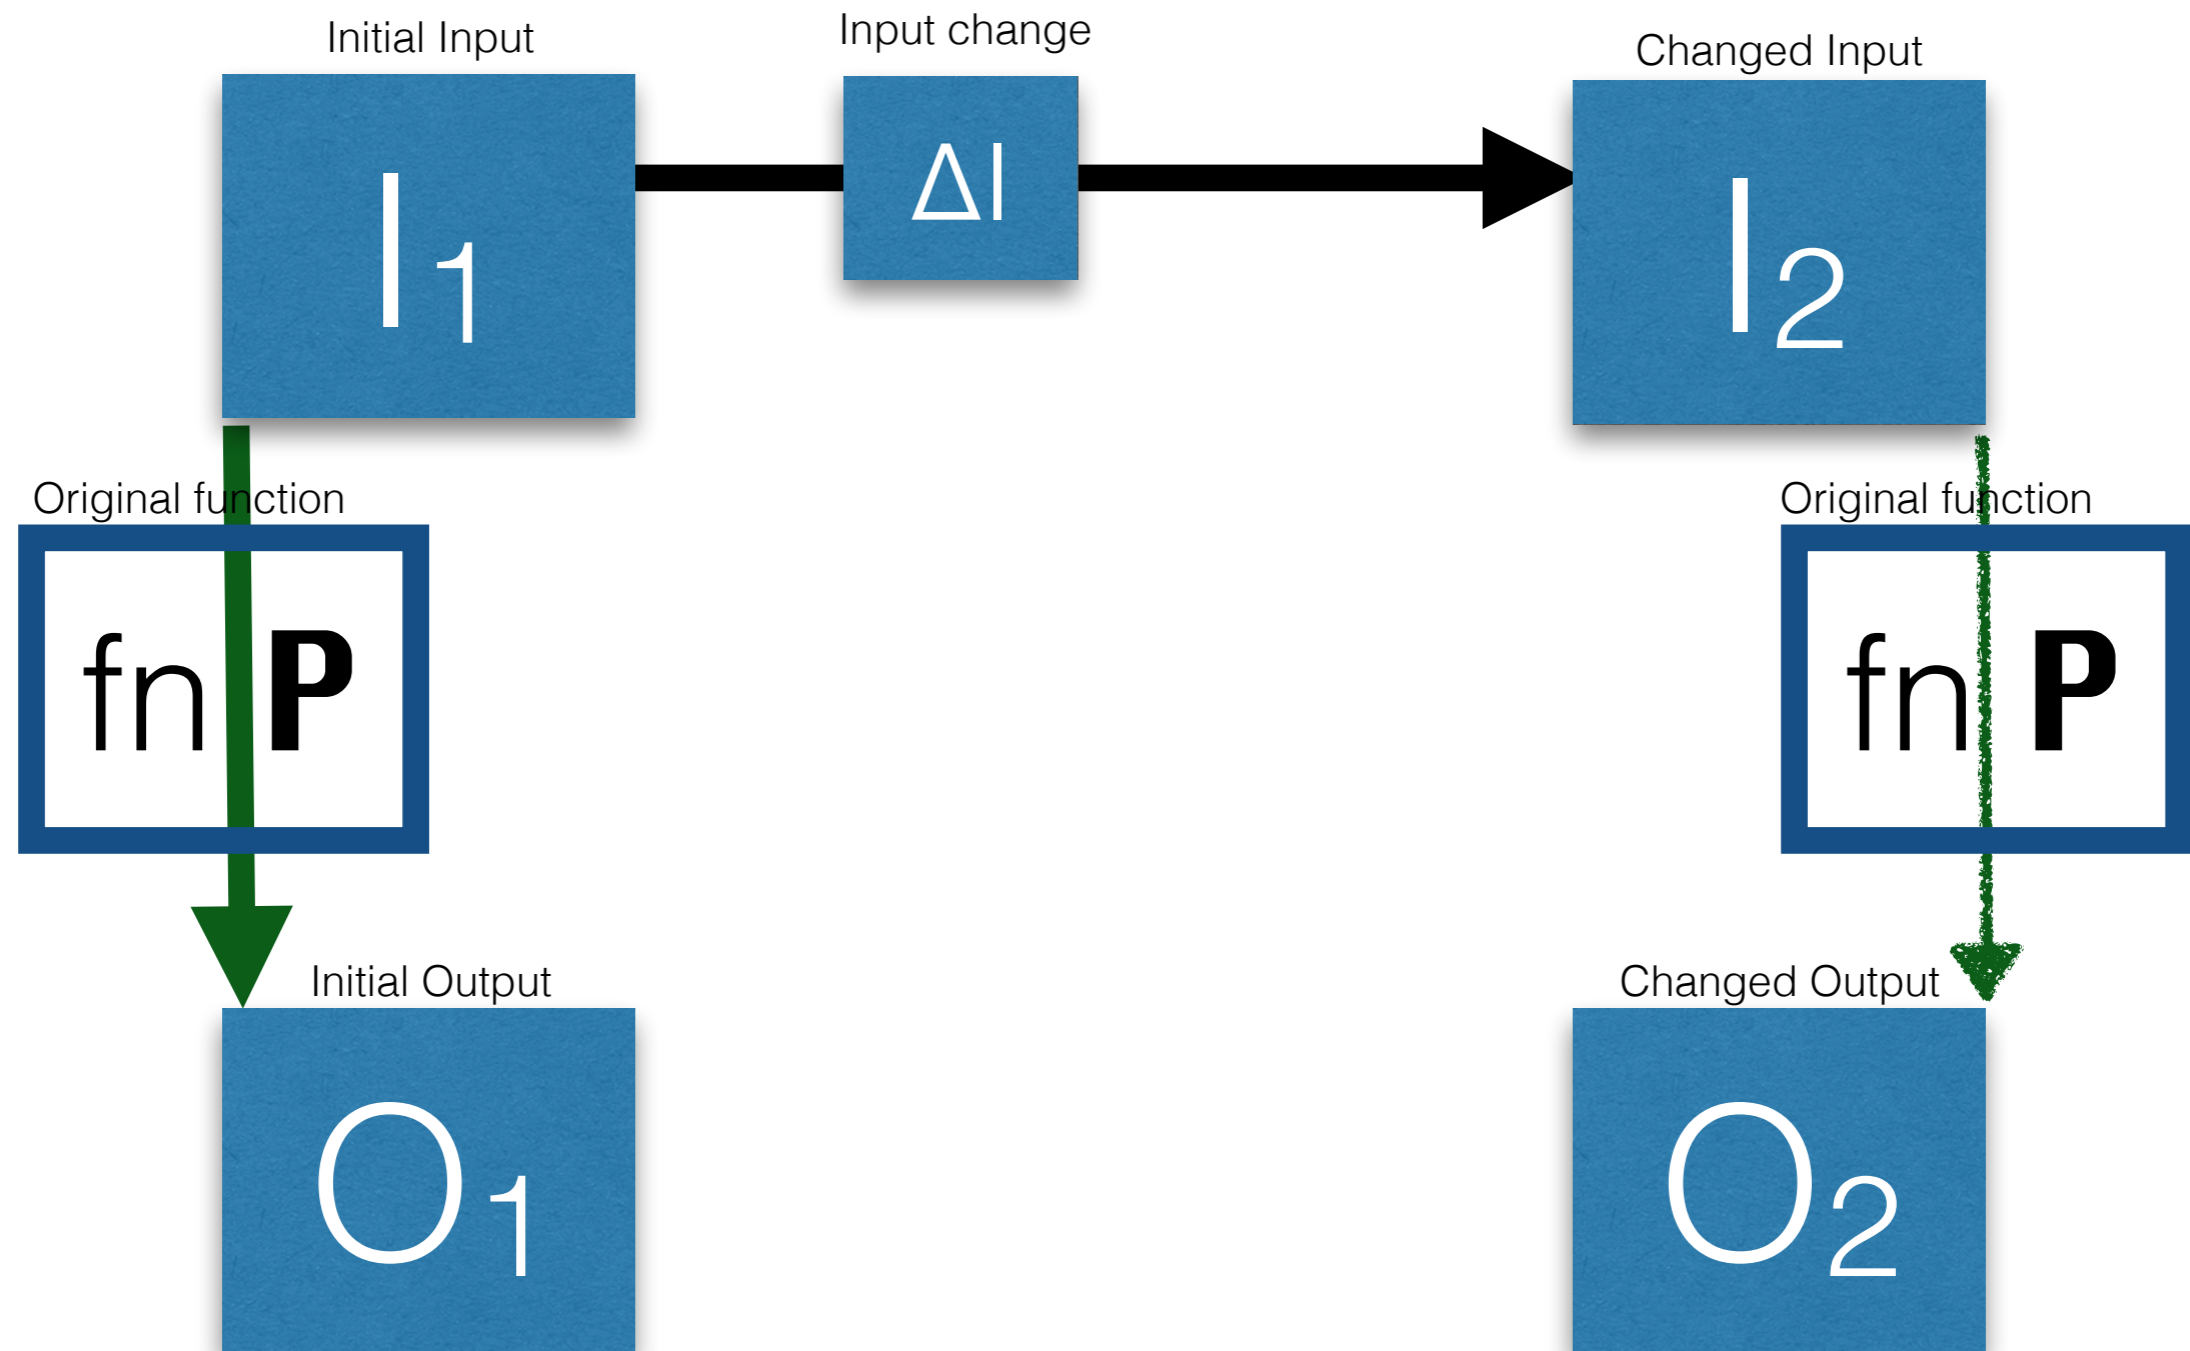 Initial Input
Input change
Changed Input
I1
ΔI
I2
Original function
Original function
fn P
fn P
Initial Output
Changed Output
O1
O2